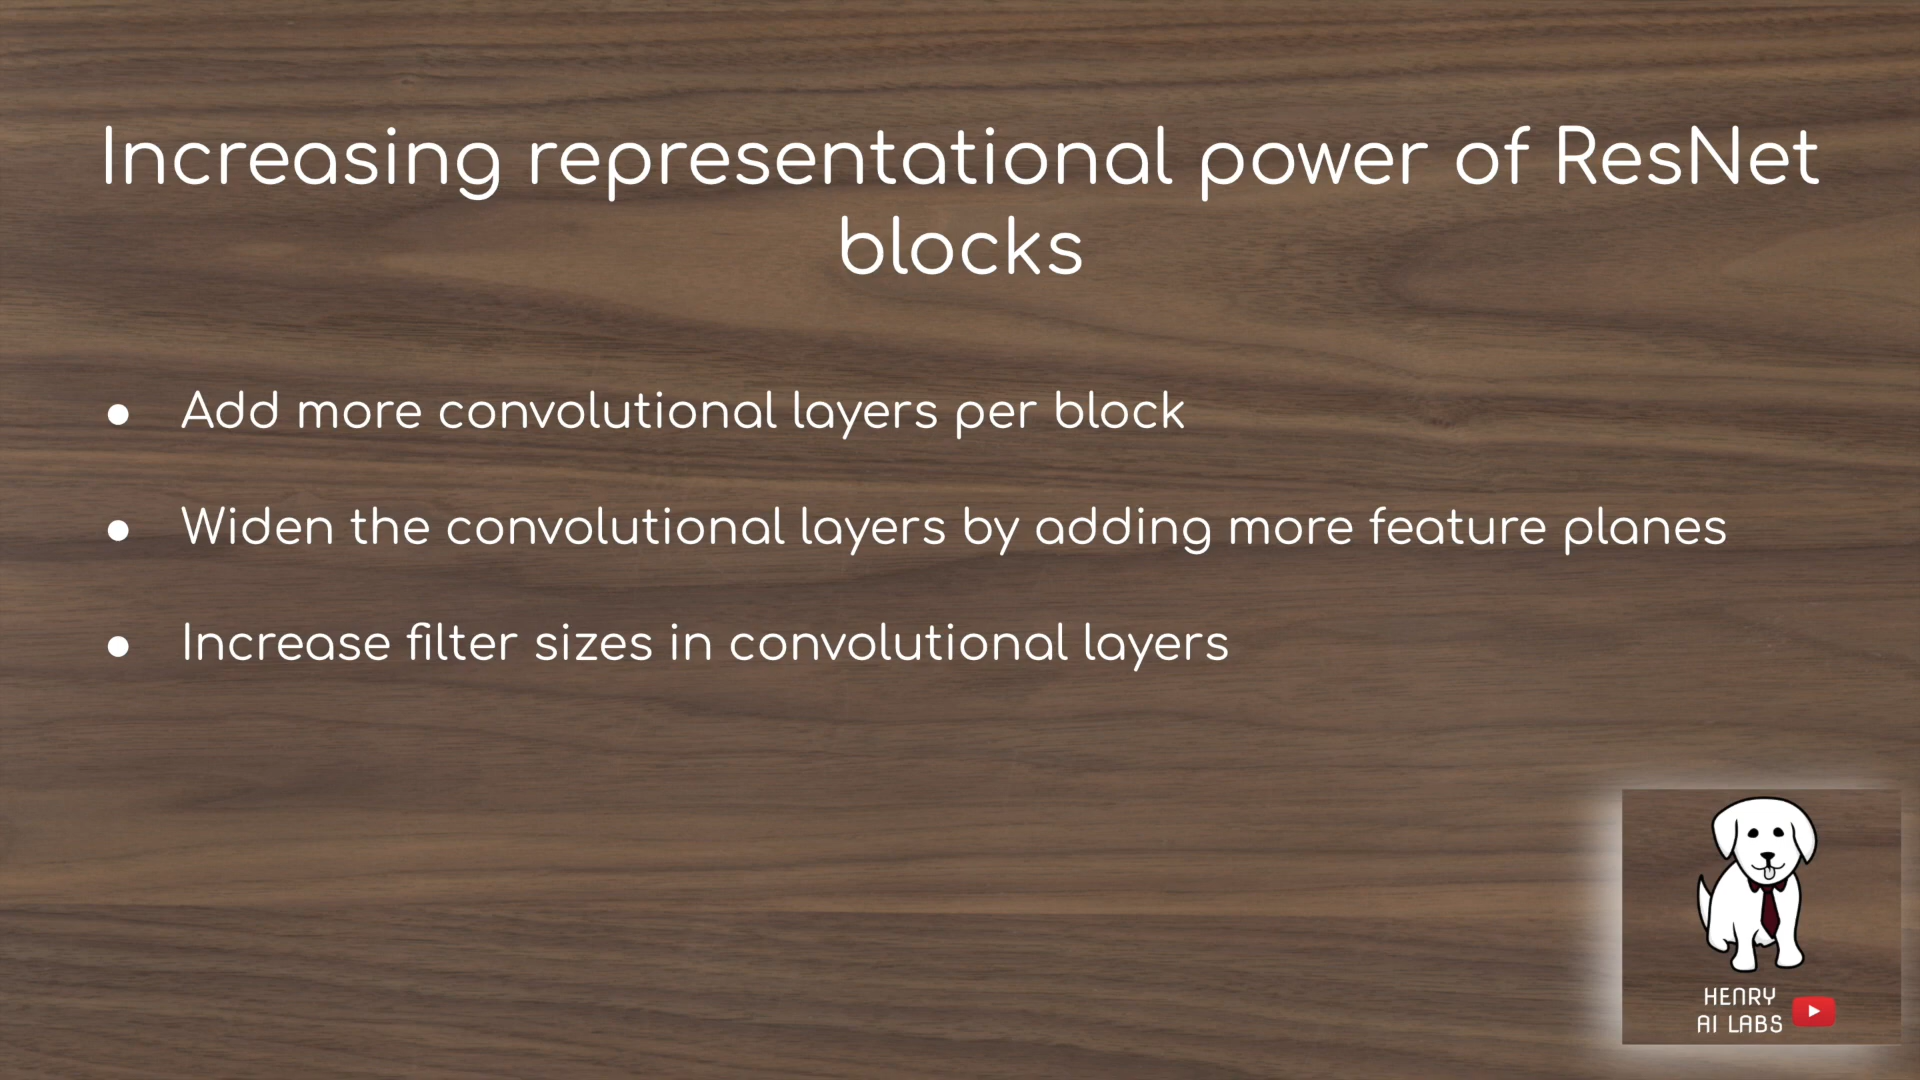 Increasing representational power of ResNet
blocks
● Add more convolutional layers per block
● Widen the convolutional layers by adding more feature planes
● Increase filter sizes in convolutional layers
HENRY
AI LABS